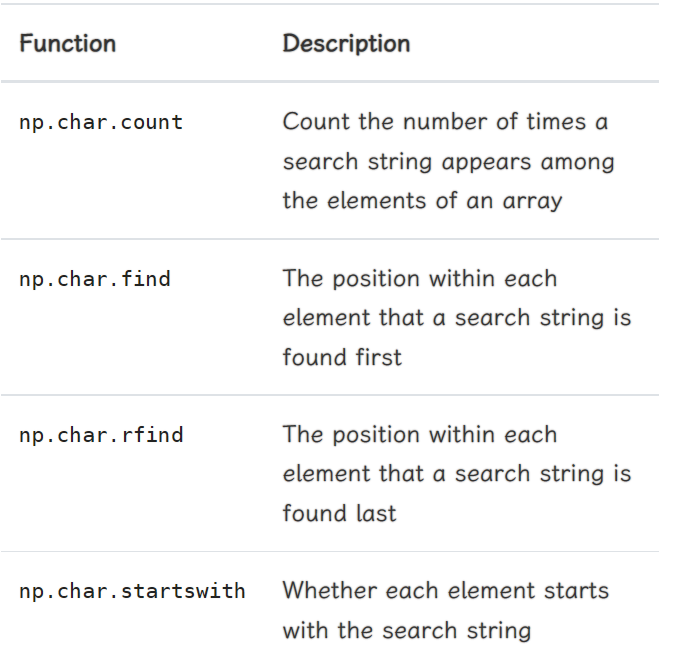 Function Description
np.char.count Count the number of times a
search string appears among
the elements of an array
np.char.find The position within each
element that a search string is
found first
np.char.rfind The position within each
element that a search string is
found last
np.char.startswith Whether each element starts
with the search string